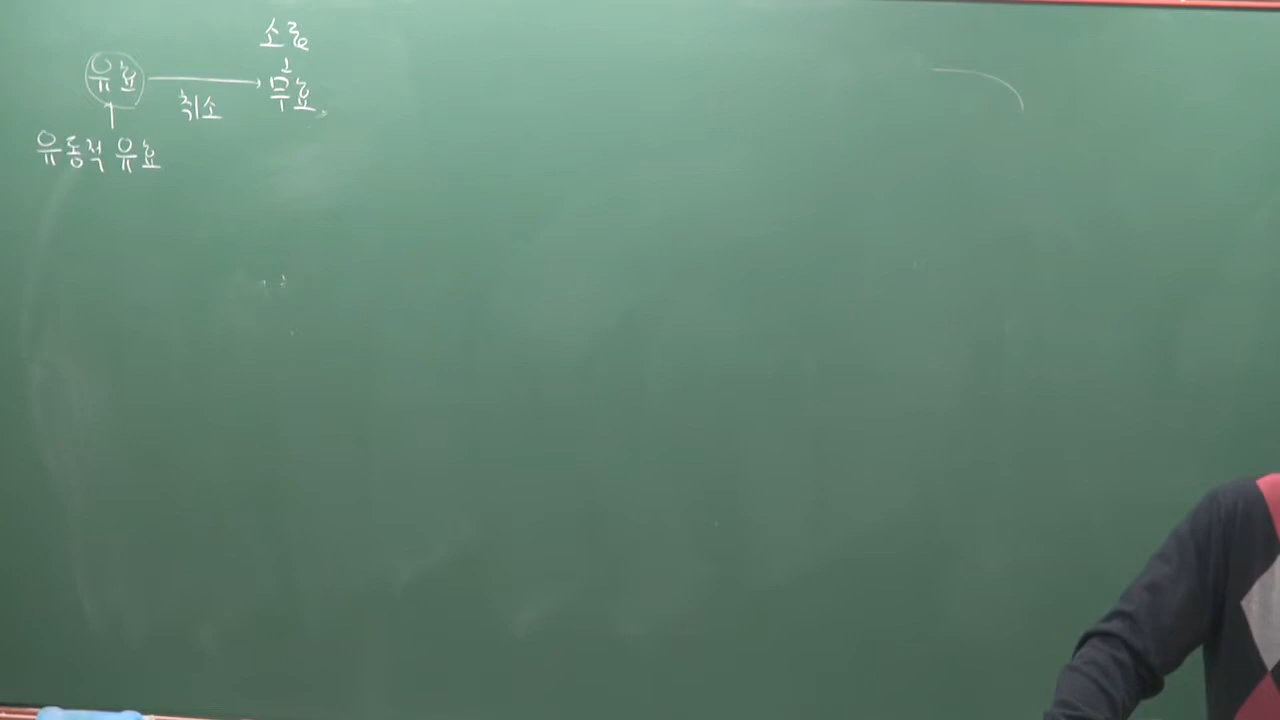 소급
유효 → 무효
취소
유동적 유효